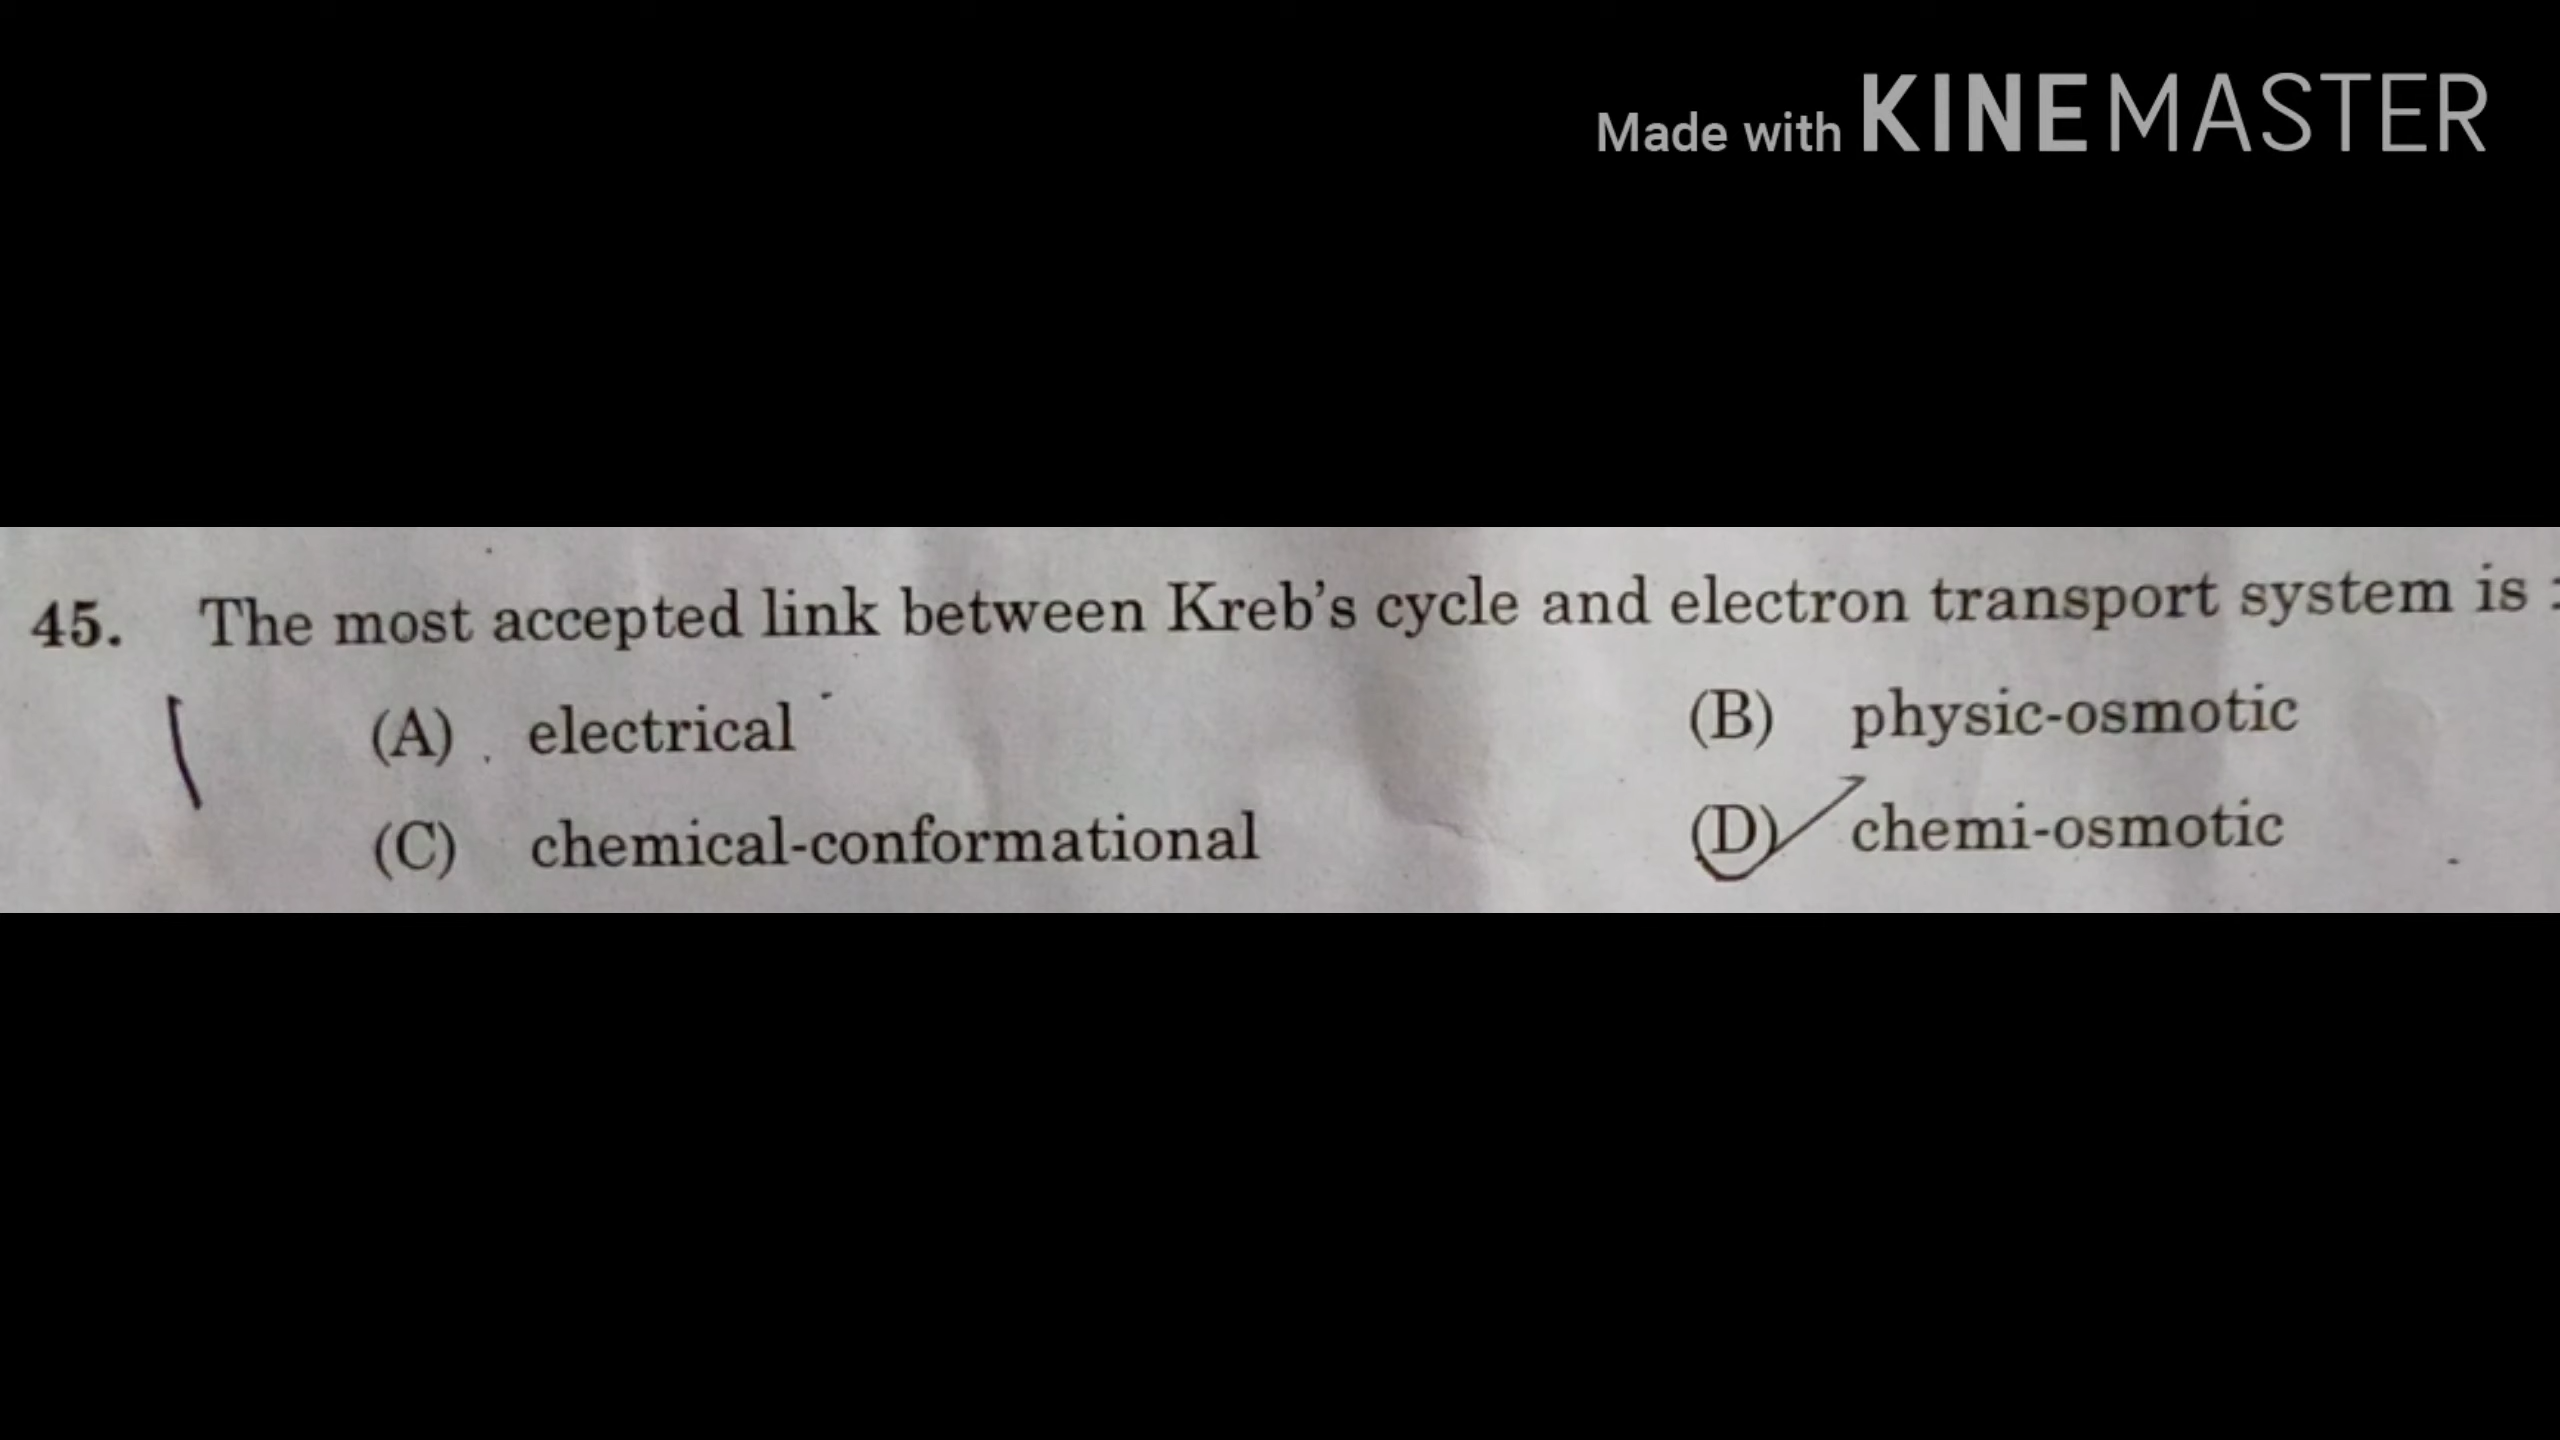 Made with KINEMASTER
45. The most accepted link between Kreb's cycle and electron transport system is :
(A) electrical (B) physic-osmotic
(C) chemical-conformational (D) chemi-osmotic